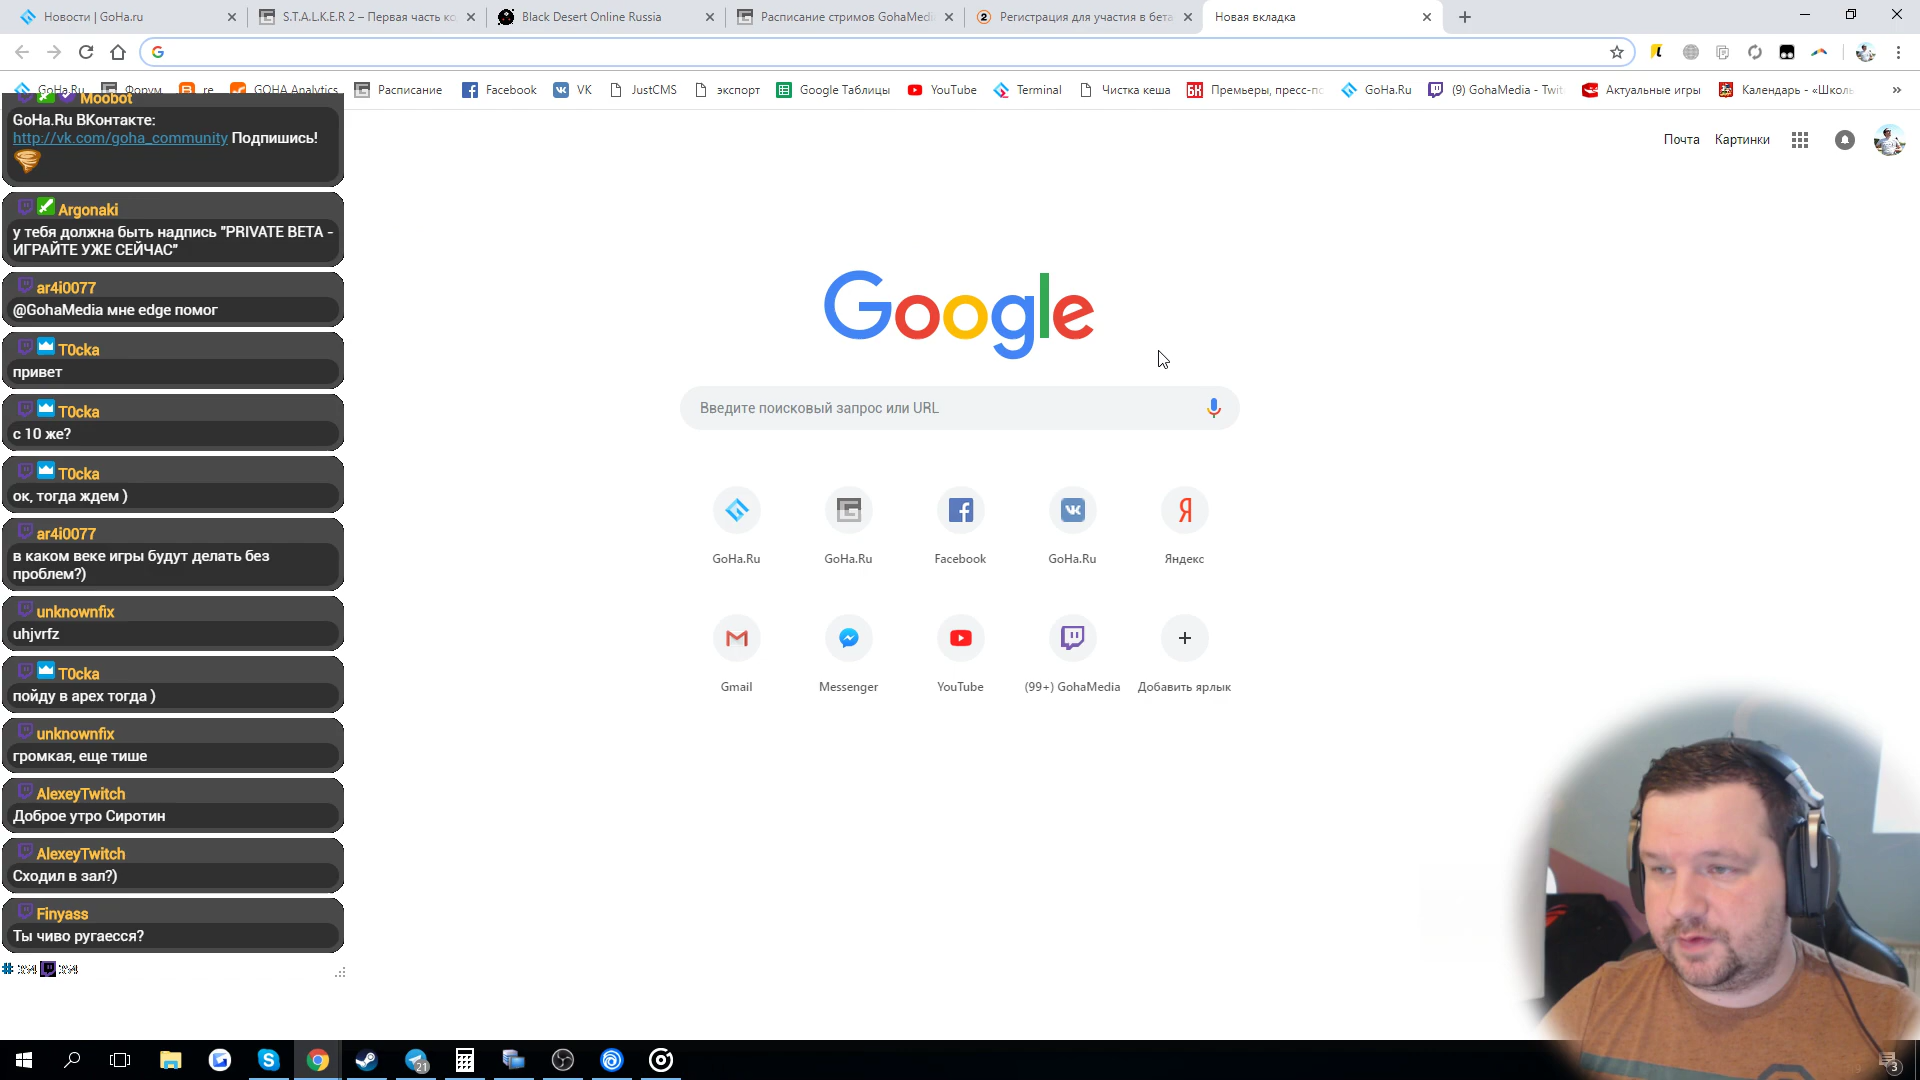 Новости | GoHa.ru
S.T.A.L.K.E.R 2 – Первая часть ко
Black Desert Online Russia
Расписание стримов GohaMedi
Регистрация для участия в бета
Новая вкладка
GoHa.Ru
Форум
re
GOHA Analytics
Расписание
Facebook
VK
JustCMS
экспорт
Google Таблицы
YouTube
Terminal
Чистка кеша
Премьеры, пресс-по
GoHa.Ru
(9) GohaMedia - Twit
Актуальные игры
Календарь - «Школь
Почта
Картинки
Moobot
GoHa.Ru ВКонтакте:
http://vk.com/goha_community Подпишись!
Argonaki
у тебя должна быть надпись "PRIVATE BETA -
ИГРАЙТЕ УЖЕ СЕЙЧАС"
ar4i0077
@GohaMedia мне edge помог
T0cka
привет
T0cka
с 10 же?
T0cka
ок, тогда ждем )
ar4i0077
в каком веке игры будут делать без
проблем?)
unknownfix
uhjvrfz
T0cka
пойду в apex тогда )
unknownfix
громкая, еще тише
AlexeyTwitch
Доброе утро Сиротин
AlexeyTwitch
Сходил в зал?)
Finyass
Ты чиво ругаесся?
Google
Введите поисковый запрос или URL
GoHa.Ru
GoHa.Ru
Facebook
GoHa.Ru
Яндекс
Gmail
Messenger
YouTube
(99+) GohaMedia
Добавить ярлык
21
3